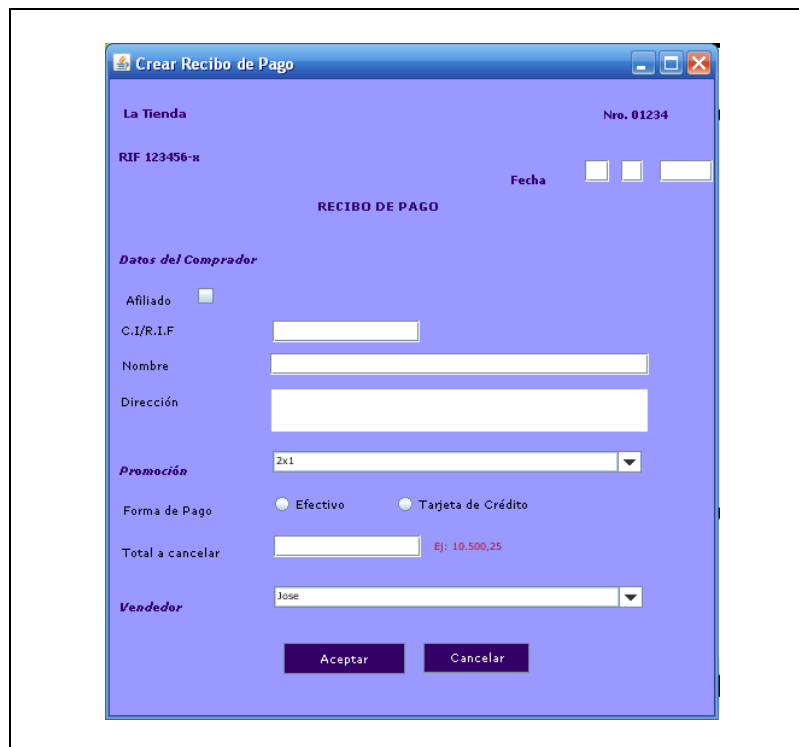 Crear Recibo de Pago
La Tienda Nro. 01234
RIF 123456-x
Fecha
RECIBO DE PAGO
Datos del Comprador
Afiliado
C.I/R.I.F
Nombre
Dirección
2x1
Promoción
Forma de Pago Efectivo Tarjeta de Crédito
Total a cancelar Ej: 10.500,25
Jose
Vendedor
Aceptar Cancelar